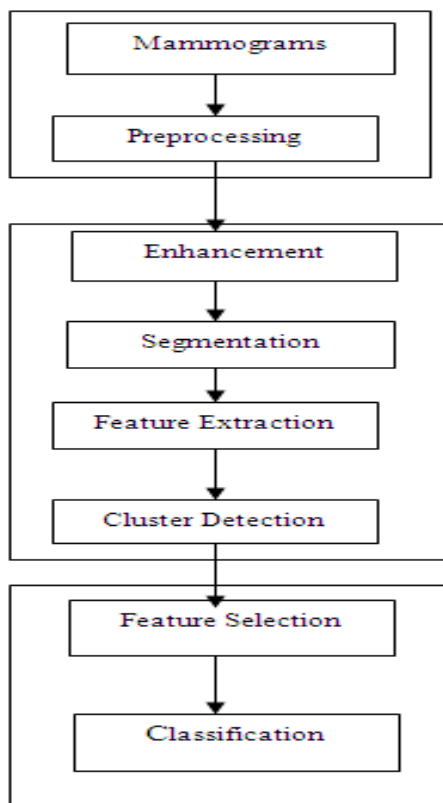 Mammograms
Preprocessing
Enhancement
Segmentation
Feature Extraction
Cluster Detection
Feature Selection
Classification